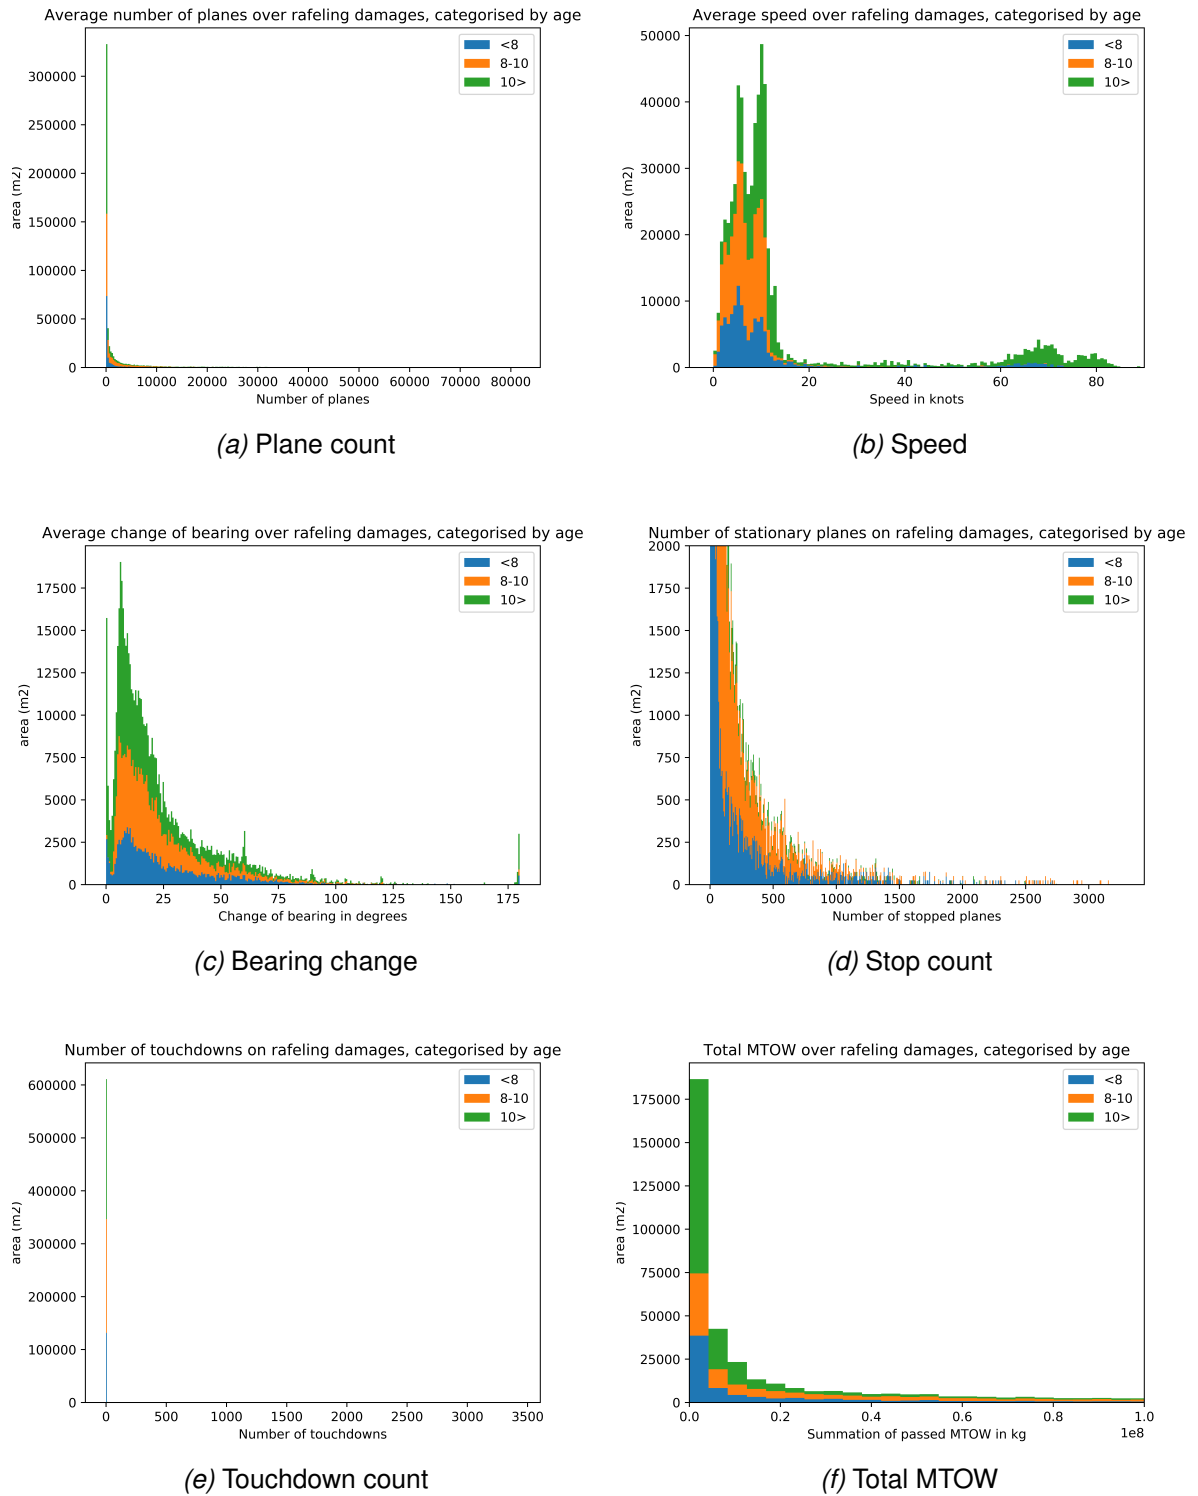 Average number of planes over rafeling damages, categorised by age
<8
8-10
10>
300000
250000
200000
150000
100000
50000
0
area (m2)
0 10000 20000 30000 40000 50000 60000 70000 80000
Number of planes
(a) Plane count
Average speed over rafeling damages, categorised by age
<8
8-10
10>
50000
40000
30000
20000
10000
0
area (m2)
0 20 40 60 80
Speed in knots
(b) Speed
Average change of bearing over rafeling damages, categorised by age
<8
8-10
10>
17500
15000
12500
10000
7500
5000
2500
0
area (m2)
0 25 50 75 100 125 150 175
Change of bearing in degrees
(c) Bearing change
Number of stationary planes on rafeling damages, categorised by age
<8
8-10
10>
2000
1750
1500
1250
1000
750
500
250
0
area (m2)
0 500 1000 1500 2000 2500 3000
Number of stopped planes
(d) Stop count
Number of touchdowns on rafeling damages, categorised by age
<8
8-10
10>
600000
500000
400000
300000
200000
100000
0
area (m2)
0 500 1000 1500 2000 2500 3000 3500
Number of touchdowns
(e) Touchdown count
Total MTOW over rafeling damages, categorised by age
<8
8-10
10>
175000
150000
125000
100000
75000
50000
25000
0
area (m2)
0.0 0.2 0.4 0.6 0.8 1.0
1e8
Summation of passed MTOW in kg
(f) Total MTOW